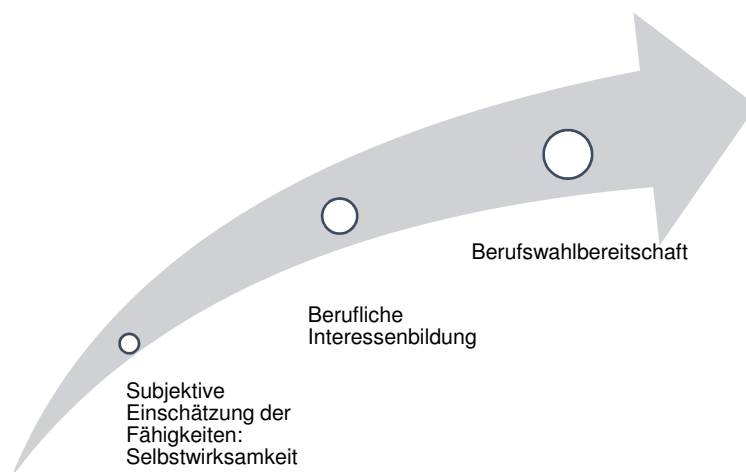 Berufswahlbereitschaft
Berufliche
Interessenbildung
Subjektive
Einschätzung der
Fähigkeiten:
Selbstwirksamkeit